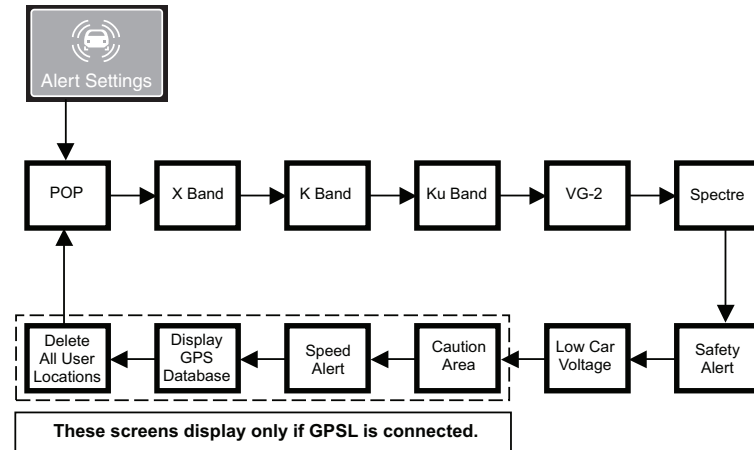 Alert Settings
POP
X Band
K Band
Ku Band
VG-2
Spectre
Delete
All User
Locations
Display
GPS
Database
Speed
Alert
Caution
Area
Low Car
Voltage
Safety
Alert
These screens display only if GPSL is connected.